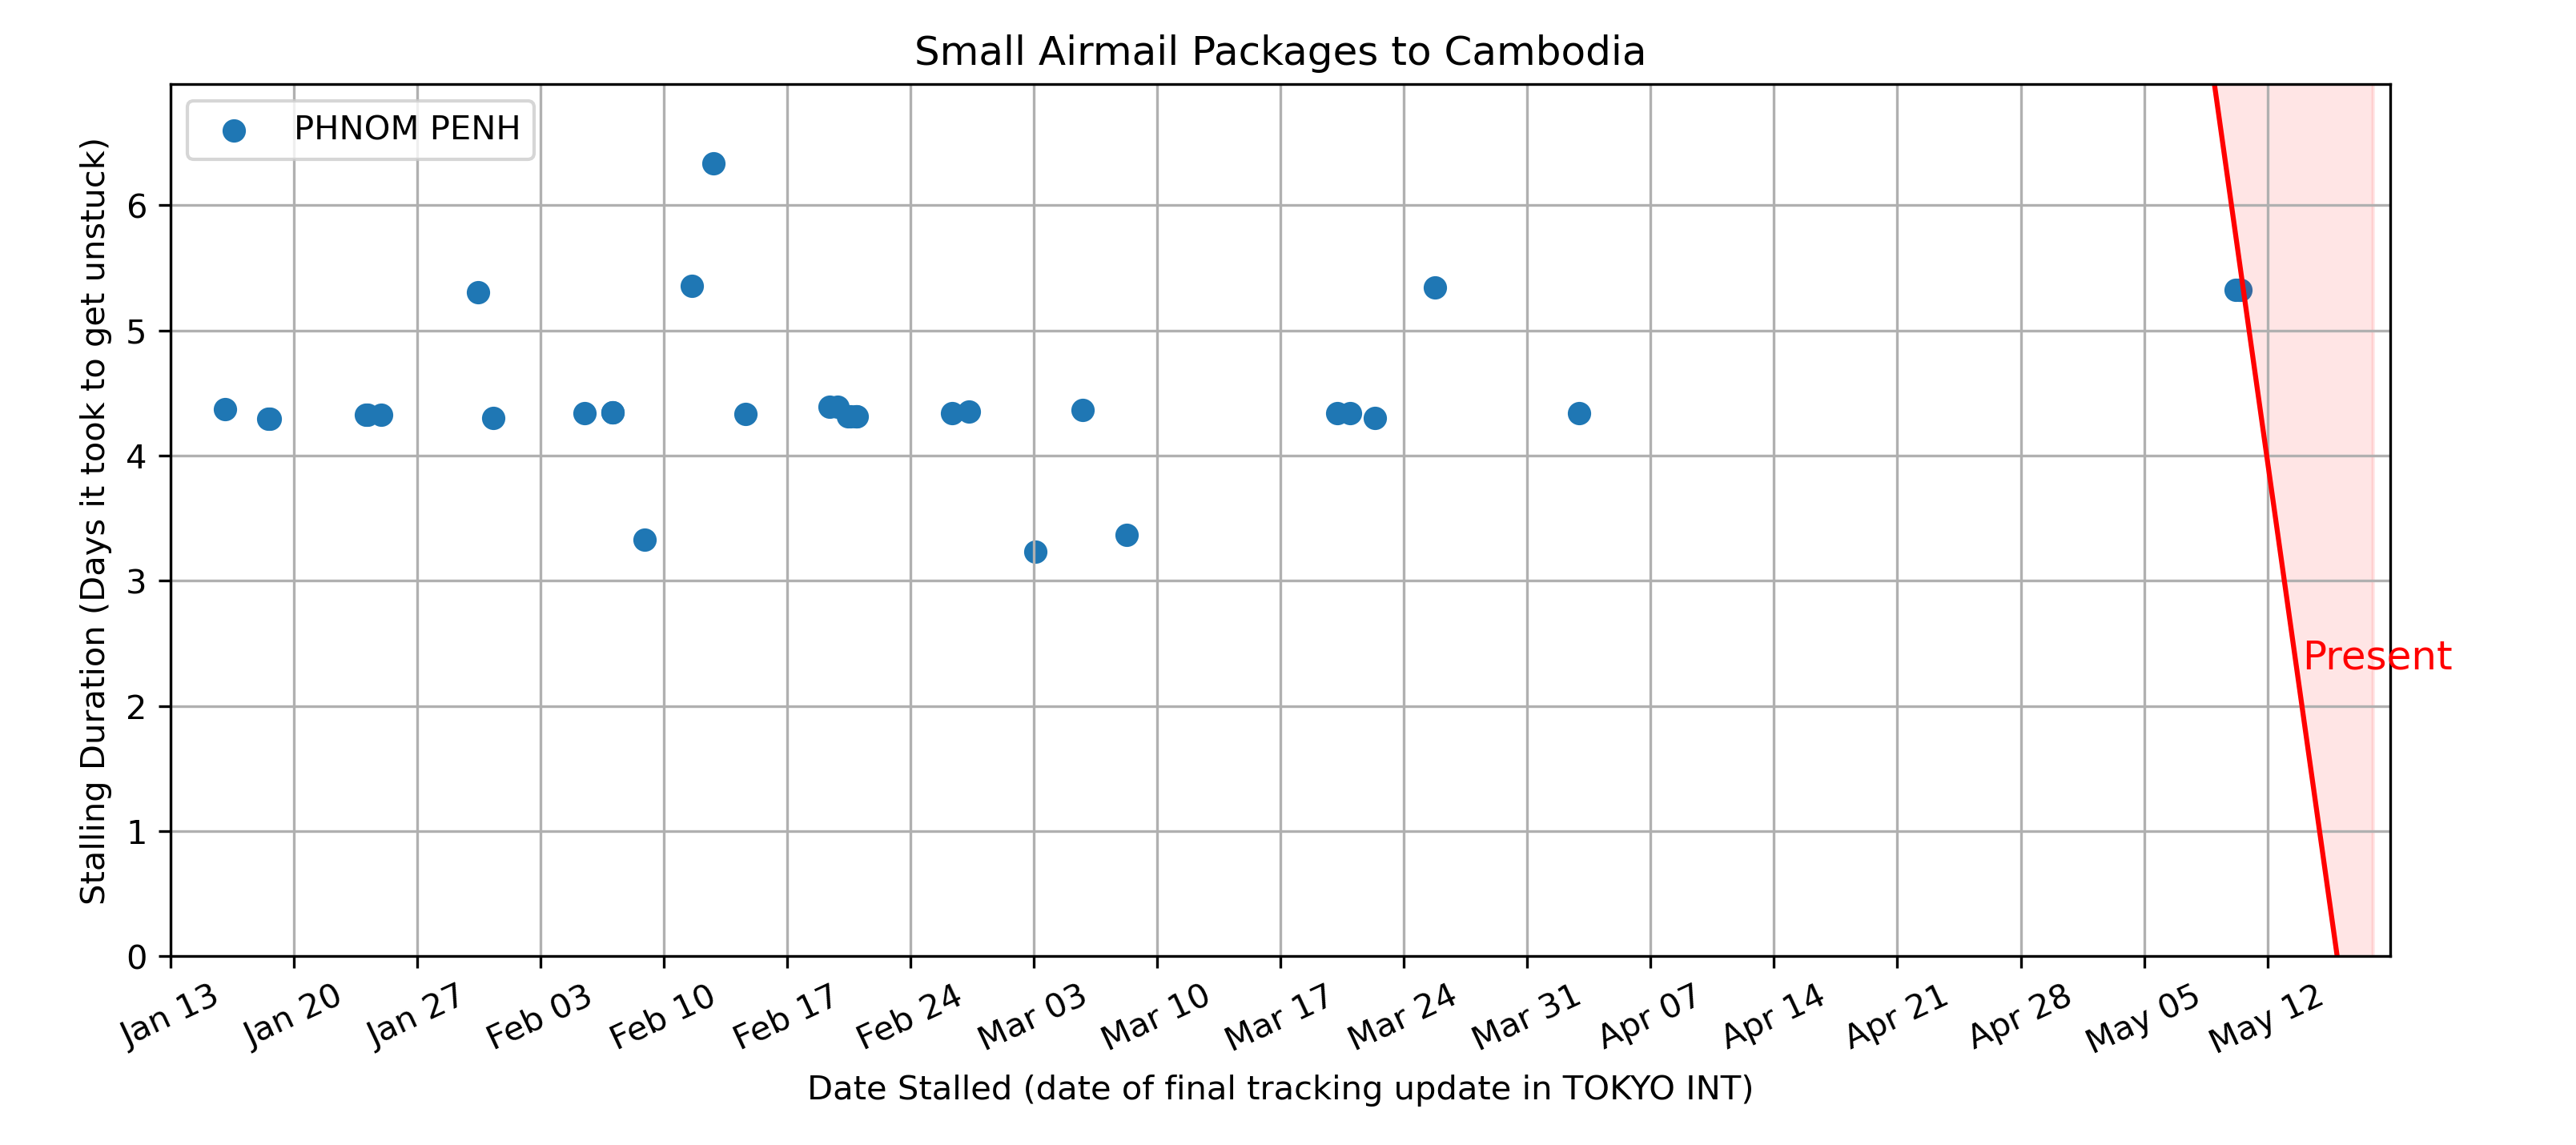 Small Airmail Packages to Cambodia
PHNOM PENH
Stalling Duration (Days it took to get unstuck)
6
5
4
3
2
1
0
Present
Jan 13
Jan 20
Jan 27
Feb 03
Feb 10
Feb 17
Feb 24
Mar 03
Mar 10
Mar 17
Mar 24
Mar 31
Apr 07
Apr 14
Apr 21
Apr 28
May 05
May 12
Date Stalled (date of final tracking update in TOKYO INT)